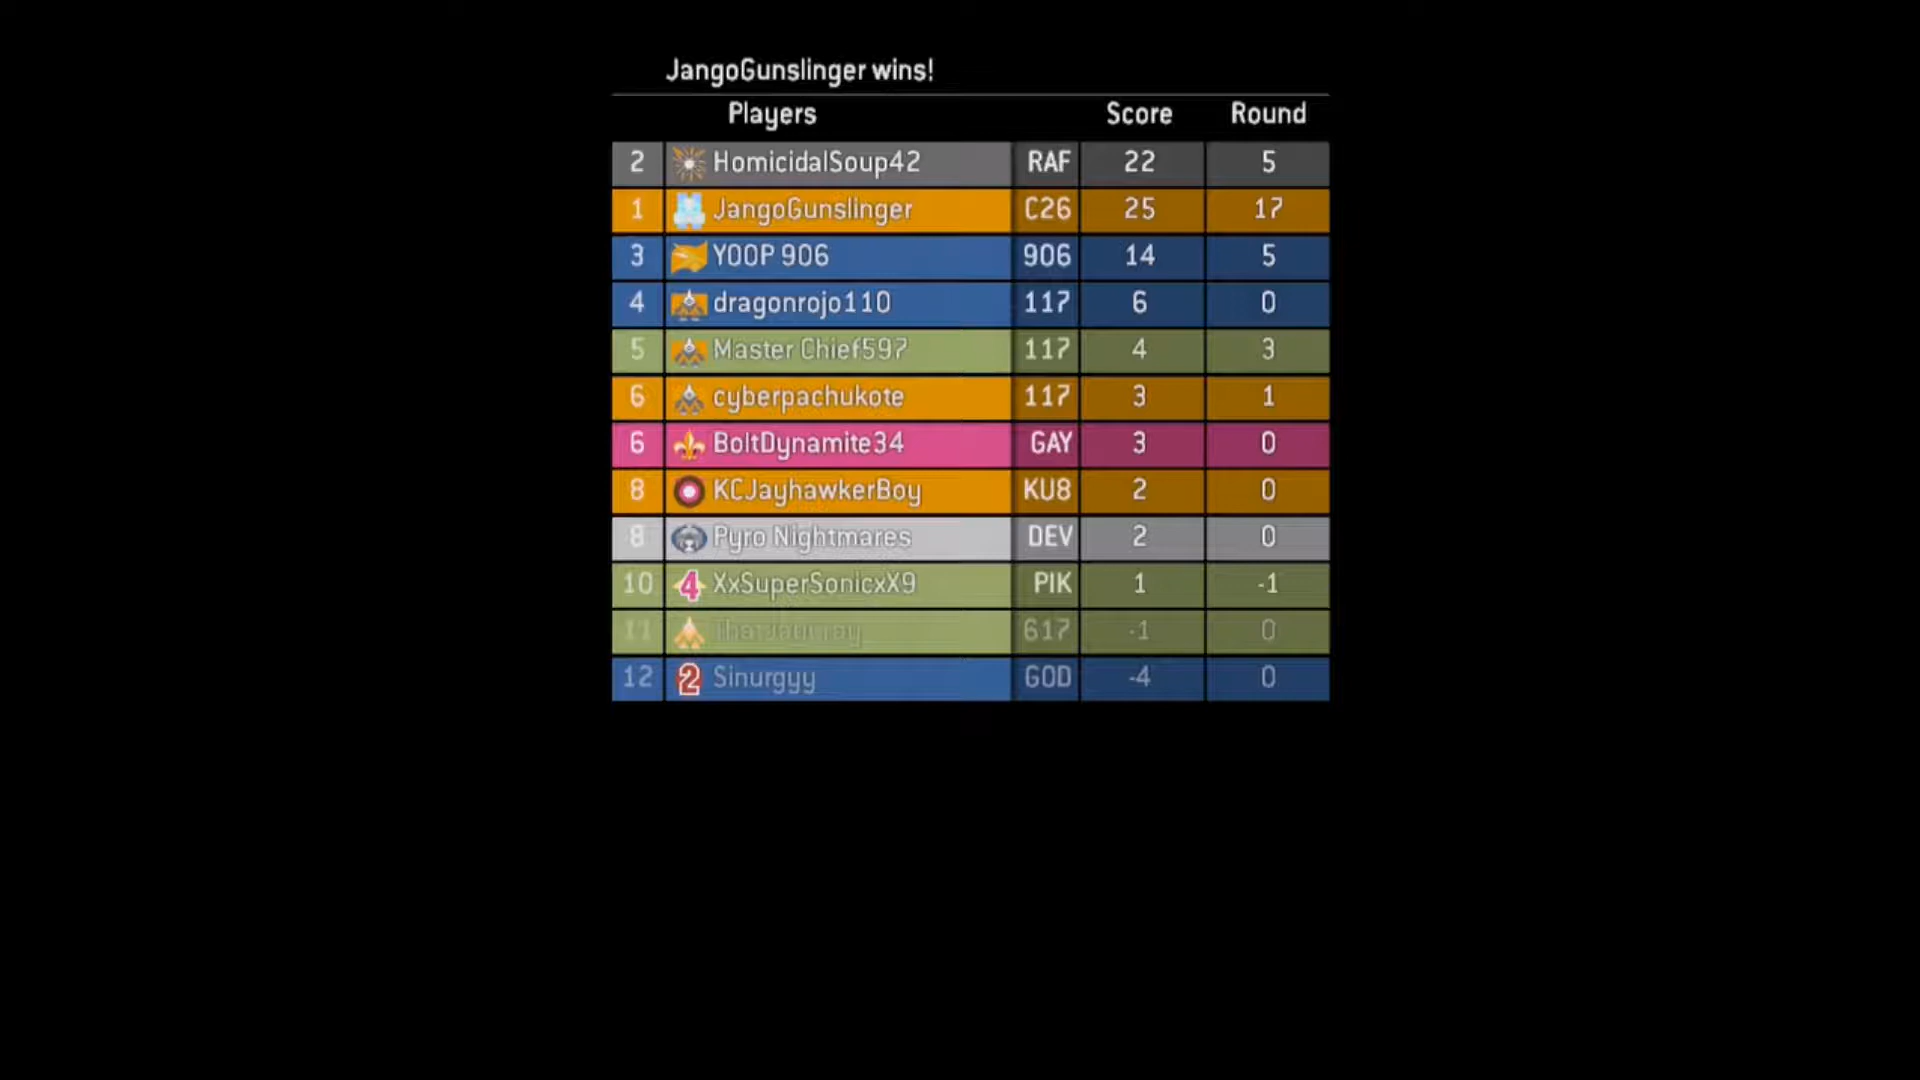 JangoGunslinger wins!
Players Score Round
2 HomicidalSoup42 RAF 22 5
1 JangoGunslinger C26 25 17
3 YOOP 906 906 14 5
4 dragonrojo110 117 6 0
5 Master Chief597 117 4 3
6 cyberpachukote 117 3 1
6 BoltDynamite34 GAY 3 0
8 KCJayhawkerBoy KU8 2 0
8 Pyro Nightmares DEV 2 0
10 4 XxSuperSonicxX9 PIK 1 -1
11 617 -1 0
12 2 Sinurgyy GOD -4 0